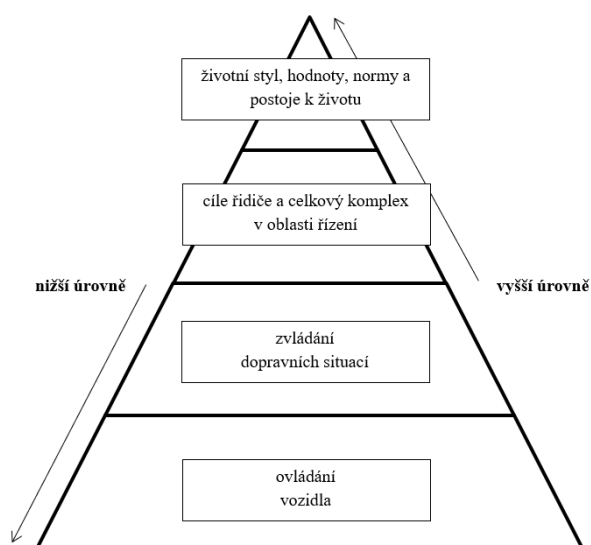 životní styl, hodnoty, normy a
postoje k životu
cíle řidiče a celkový komplex
v oblasti řízení
nižší úrovně
vyšší úrovně
zvládání
dopravních situací
ovládání
vozidla